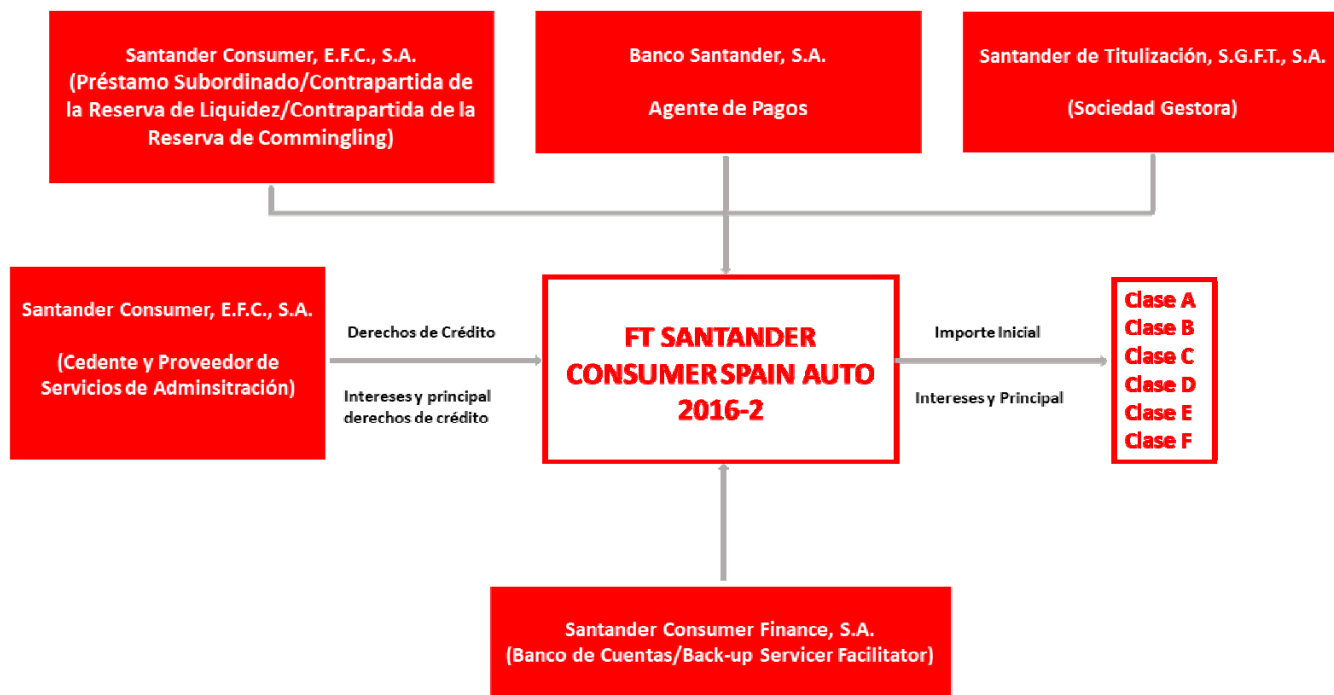 Santander Consumer, E.F.C., S.A.
(Préstamo Subordinado/Contrapartida de
la Reserva de Liquidez/Contrapartida de la
Reserva de Commingling)
Banco Santander, S.A.
Agente de Pagos
Santander de Titulización, S.G.F.T., S.A.
(Sociedad Gestora)
Santander Consumer, E.F.C., S.A.
(Cedente y Proveedor de
Servicios de Adminsitración)
Derechos de Crédito
Intereses y principal
derechos de crédito
FT SANTANDER
CONSUMER SPAIN AUTO
2016-2
Importe Inicial
Intereses y Principal
Clase A
Clase B
Clase C
Clase D
Clase E
Clase F
Santander Consumer Finance, S.A.
(Banco de Cuentas/Back-up Servicer Facilitator)